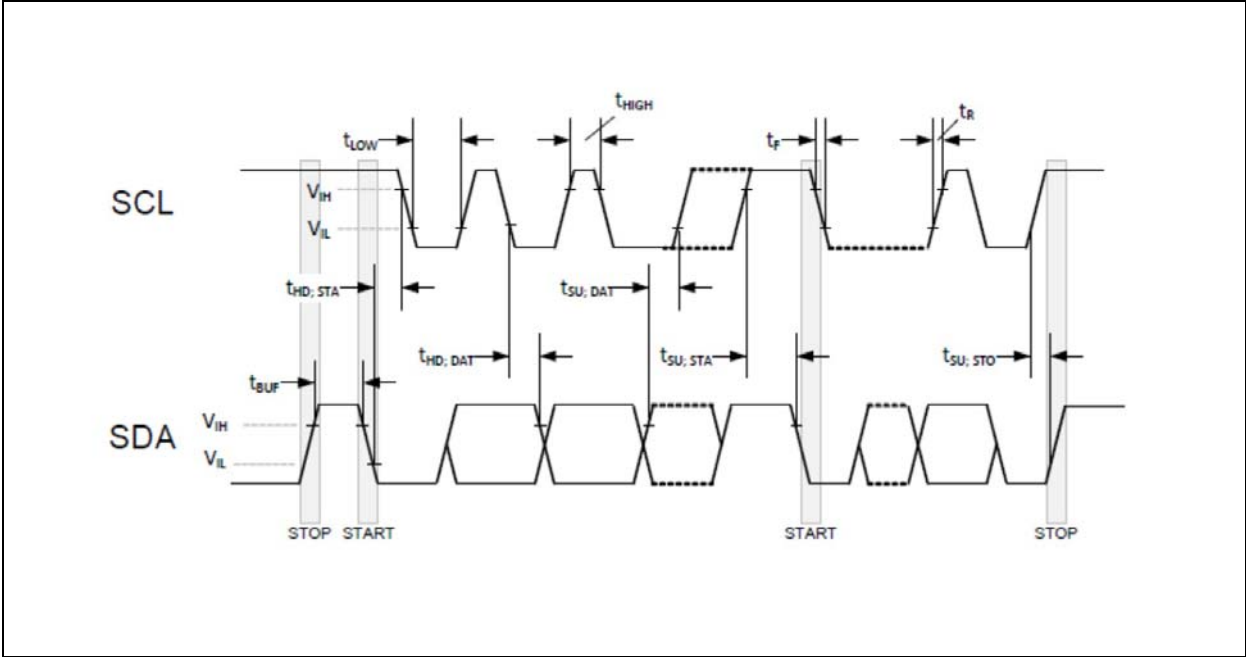 tHIGH
tR
tLOW
tF
SCL
VIH
VIL
tHD; STA
tSU; DAT
tHD; DAT
tSU; STA
tSU; STO
tBUF
SDA
VIH
VIL
STOP START START STOP